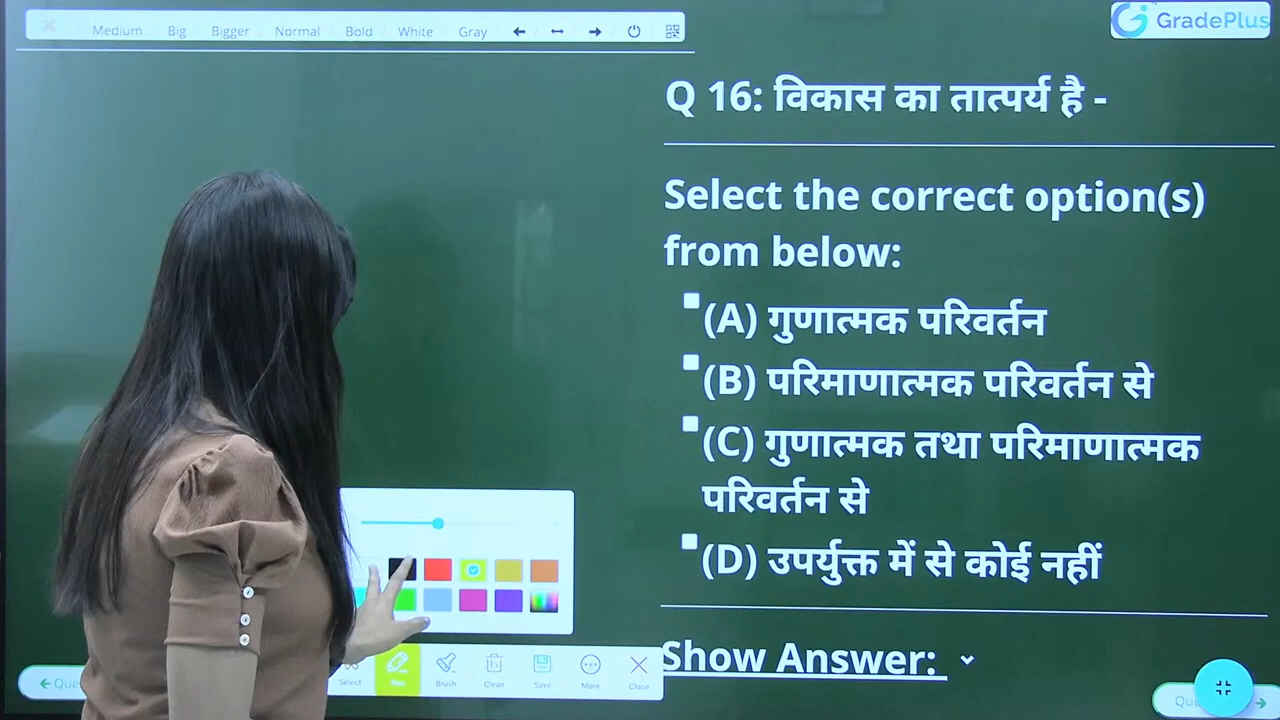 Medium Big Bigger Normal Bold White Gray
GradePlus
Q 16: विकास का तात्पर्य है -
Select the correct option(s)
from below:
(A) गुणात्मक परिवर्तन
(B) परिमाणात्मक परिवर्तन से
(C) गुणात्मक तथा परिमाणात्मक
परिवर्तन से
(D) उपर्युक्त में से कोई नहीं
Show Answer:
Select Pen Brush Clean Save More Close